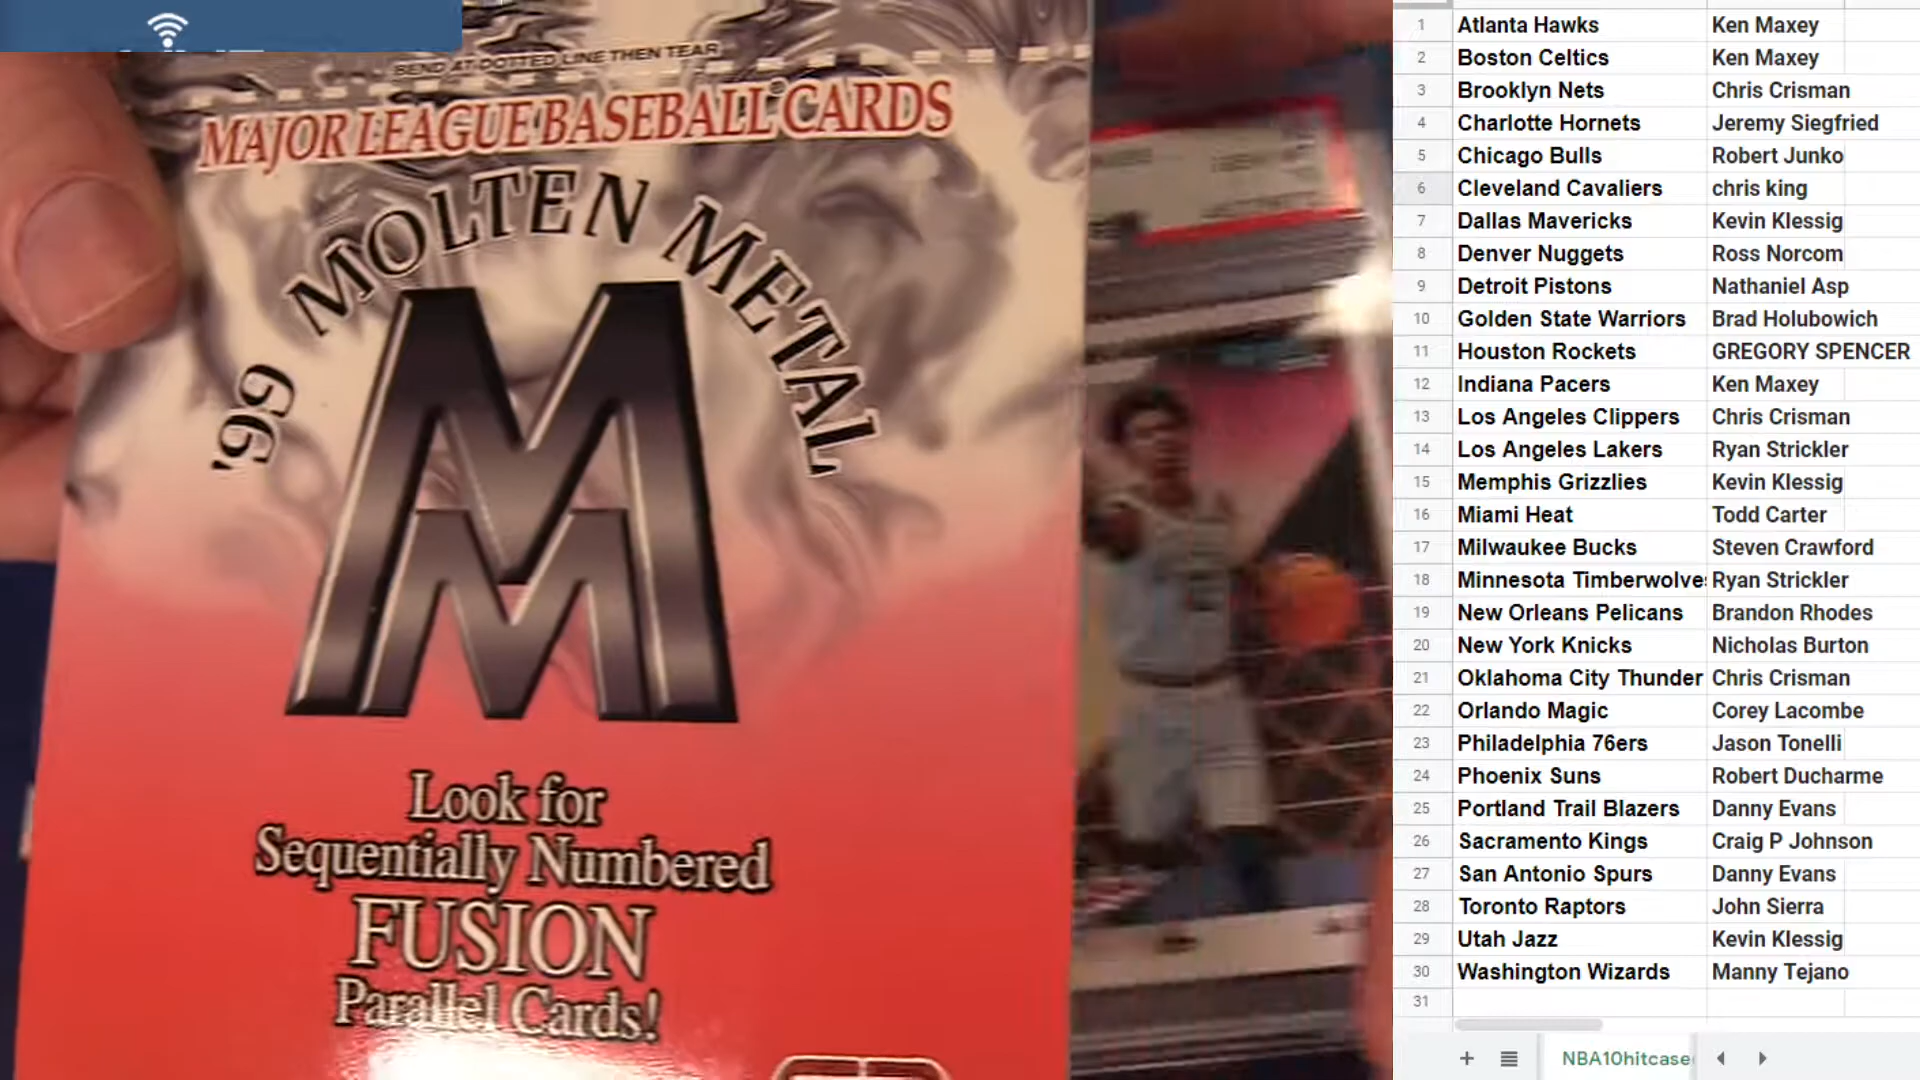 BEND AT DOTTED LINE THEN TEAR
MAJOR LEAGUE BASEBALL® CARDS
'99 MOLTEN METAL
MM
Look for
Sequentially Numbered
FUSION
Parallel Cards!
1 Atlanta Hawks Ken Maxey
2 Boston Celtics Ken Maxey
3 Brooklyn Nets Chris Crisman
4 Charlotte Hornets Jeremy Siegfried
5 Chicago Bulls Robert Junko
6 Cleveland Cavaliers chris king
7 Dallas Mavericks Kevin Klessig
8 Denver Nuggets Ross Norcom
9 Detroit Pistons Nathaniel Asp
10 Golden State Warriors Brad Holubowich
11 Houston Rockets GREGORY SPENCER
12 Indiana Pacers Ken Maxey
13 Los Angeles Clippers Chris Crisman
14 Los Angeles Lakers Ryan Strickler
15 Memphis Grizzlies Kevin Klessig
16 Miami Heat Todd Carter
17 Milwaukee Bucks Steven Crawford
18 Minnesota Timberwolve Ryan Strickler
19 New Orleans Pelicans Brandon Rhodes
20 New York Knicks Nicholas Burton
21 Oklahoma City Thunder Chris Crisman
22 Orlando Magic Corey Lacombe
23 Philadelphia 76ers Jason Tonelli
24 Phoenix Suns Robert Ducharme
25 Portland Trail Blazers Danny Evans
26 Sacramento Kings Craig P Johnson
27 San Antonio Spurs Danny Evans
28 Toronto Raptors John Sierra
29 Utah Jazz Kevin Klessig
30 Washington Wizards Manny Tejano
31
NBA10hitcase